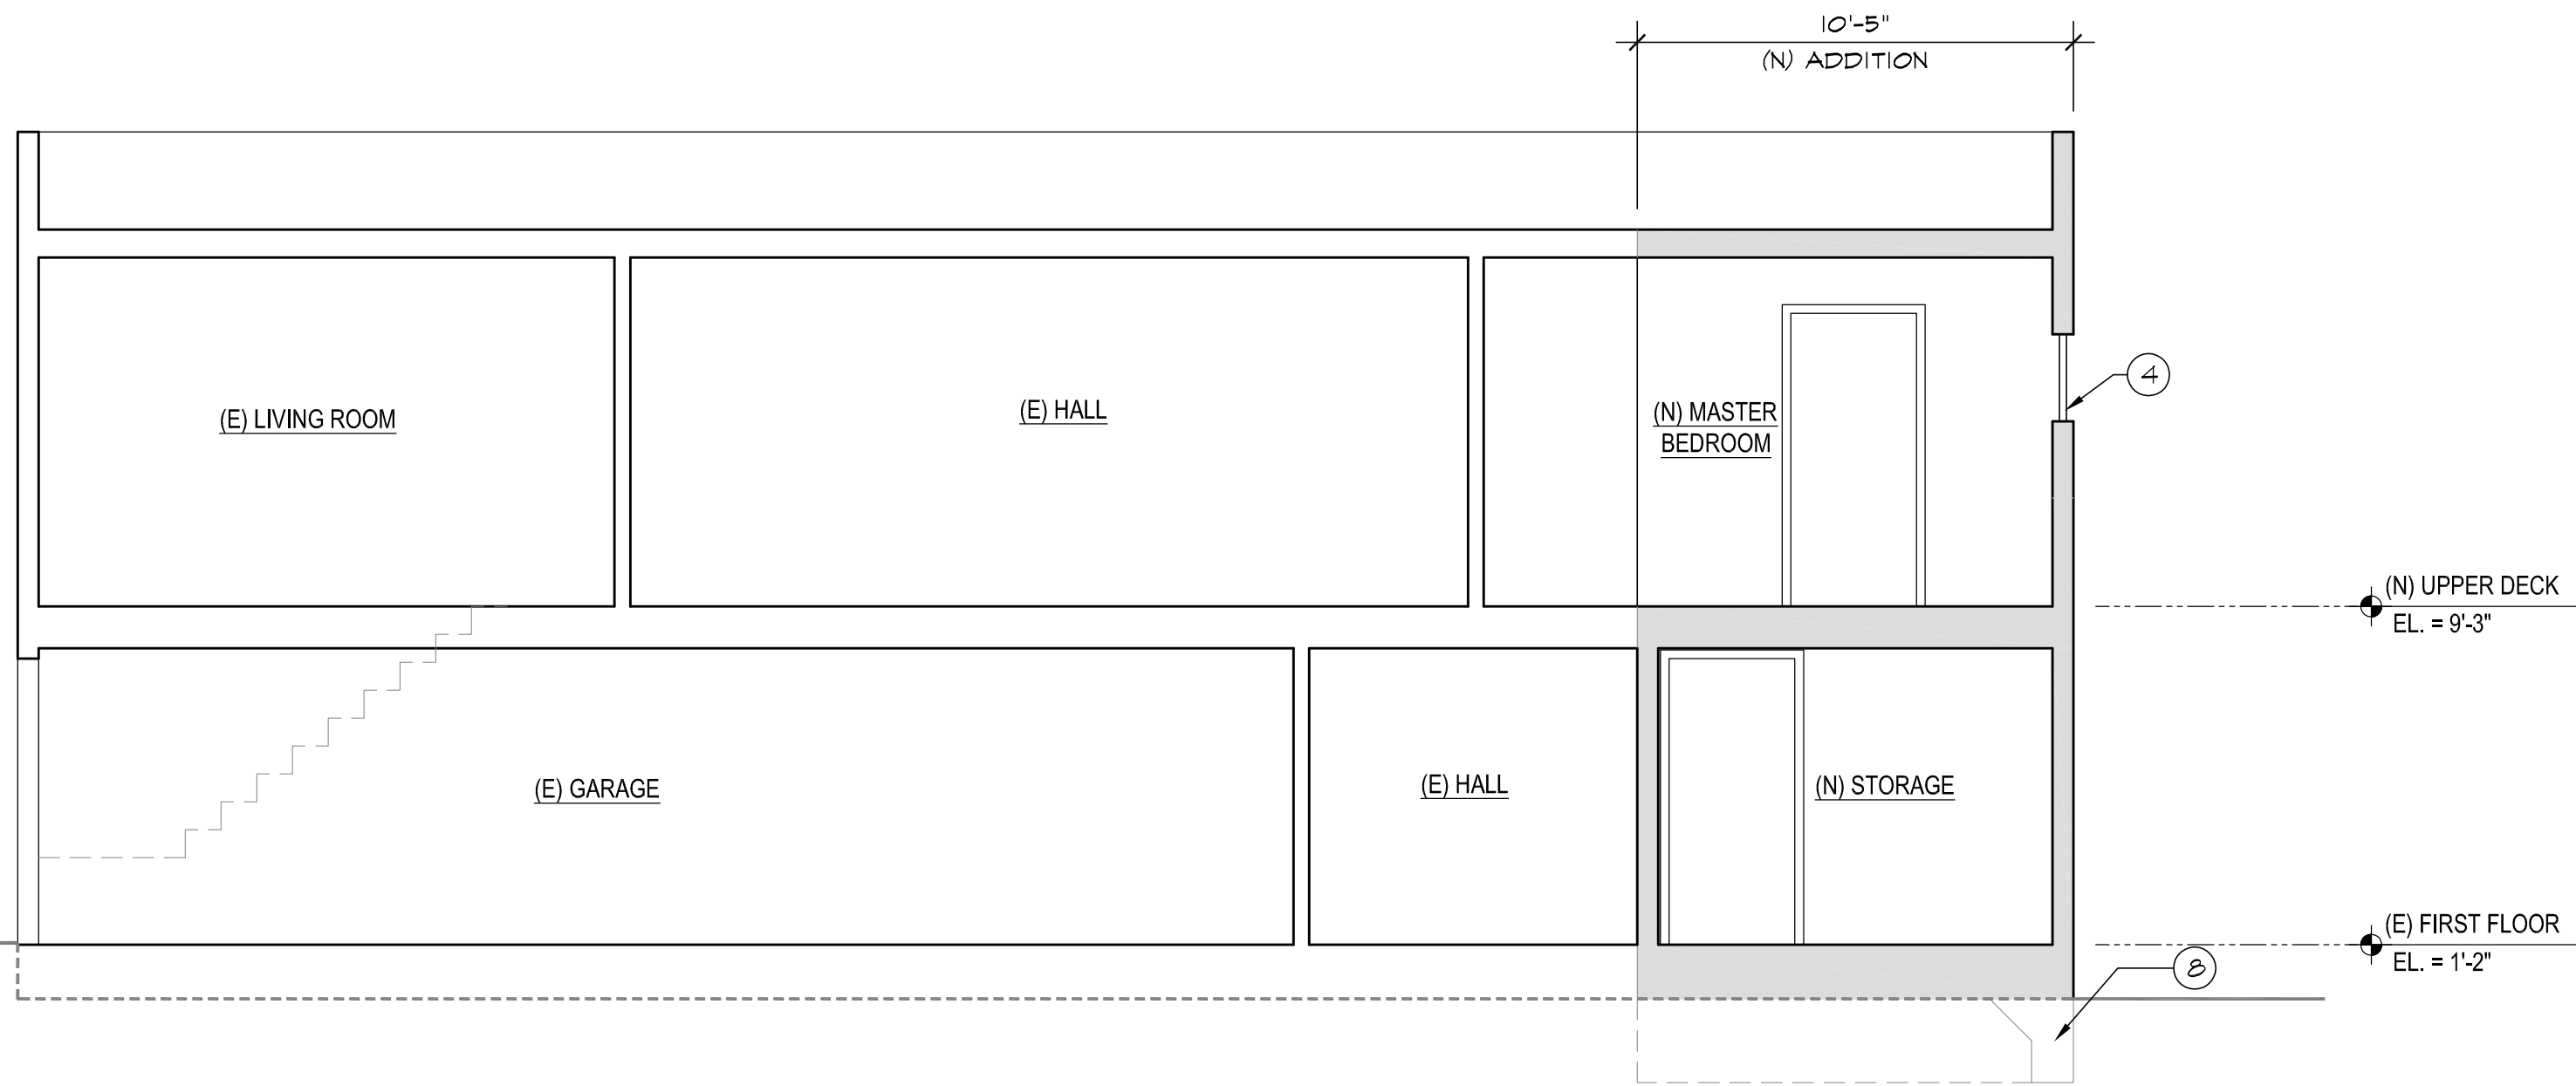 10'-5"
(N) ADDITION
(E) LIVING ROOM
(E) HALL
(N) MASTER
BEDROOM
4
(N) UPPER DECK
EL. = 9'-3"
(E) GARAGE
(E) HALL
(N) STORAGE
(E) FIRST FLOOR
EL. = 1'-2"
8